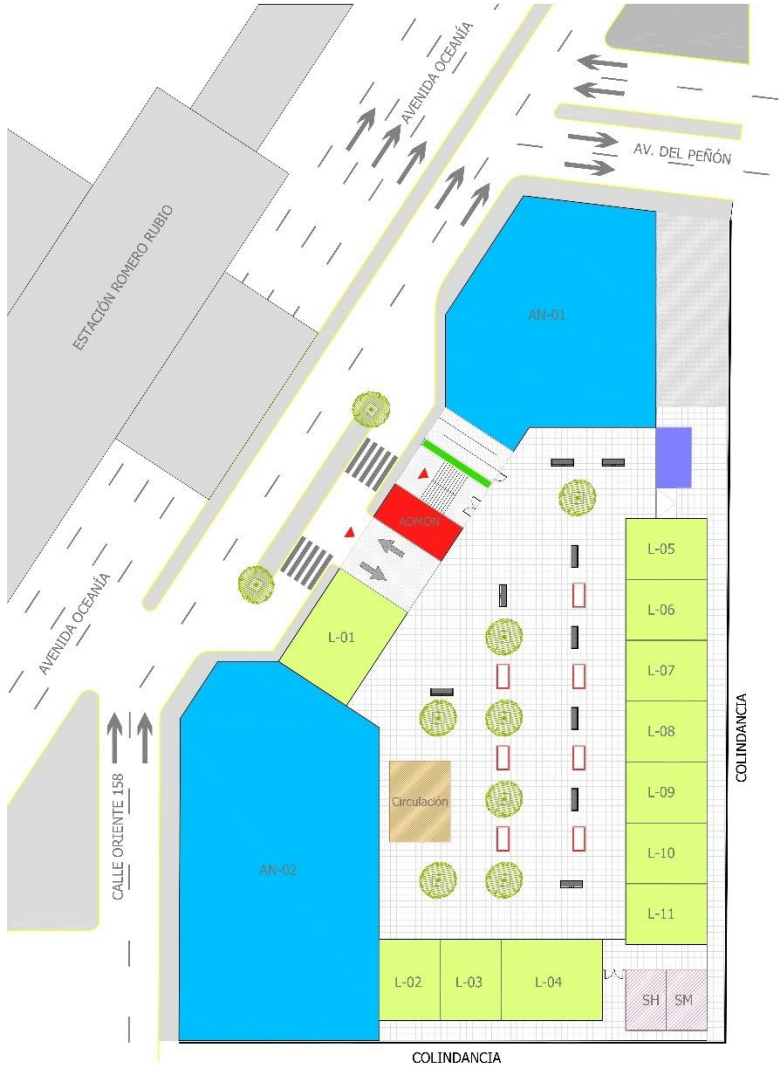 AVENIDA OCEANÍA
AV. DEL PEÑÓN
ESTACIÓN ROMERO RUBIO
AN-01
ADMON
L-05
L-06
L-01
AVENIDA OCEANÍA
L-07
L-08
COLINDANCIA
CALLE ORIENTE 158
Circulación
L-09
AN-02
L-10
L-11
L-02
L-03
L-04
SH
SM
COLINDANCIA